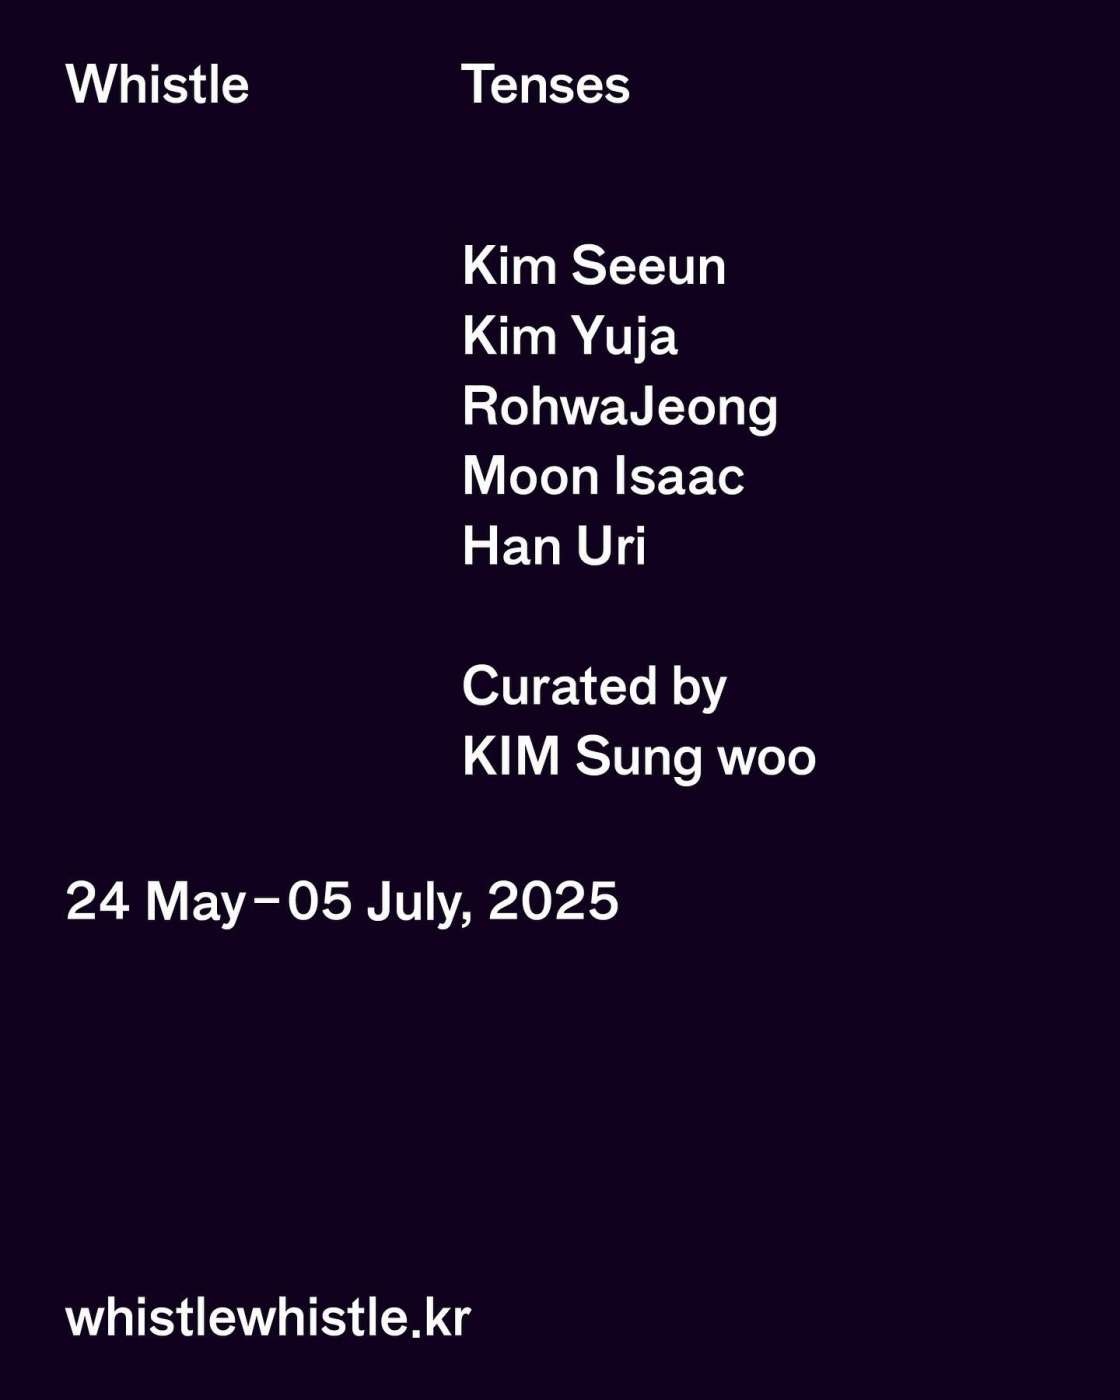 Whistle Tenses
Kim Seeun
Kim Yuja
RohwaJeong
Moon Isaac
Han Uri
Curated by
KIM Sung woo
24 May – 05 July, 2025
whistlewhistle.kr